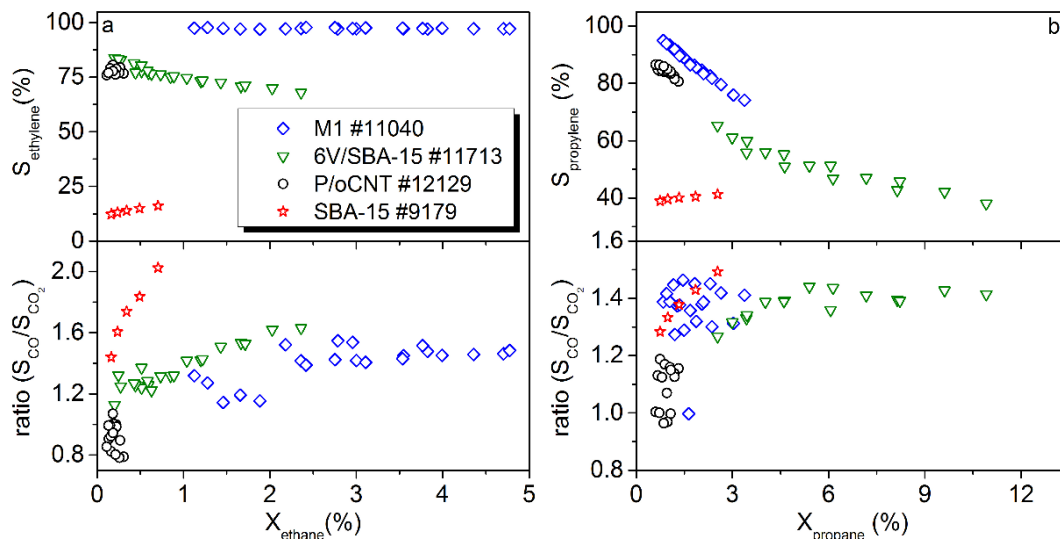 a
S_ethylene (%)
100
75
50
25
0
M1 #11040
6V/SBA-15 #11713
P/oCNT #12129
SBA-15 #9179
ratio (S_CO/S_CO₂)
2.0
1.6
1.2
0.8
0 1 2 3 4 5
X_ethane(%)
b
S_propylene (%)
100
80
60
40
1.6
ratio (S_CO/S_CO₂)
1.4
1.2
1.0
0.8
0 3 6 9 12
X_propane(%)